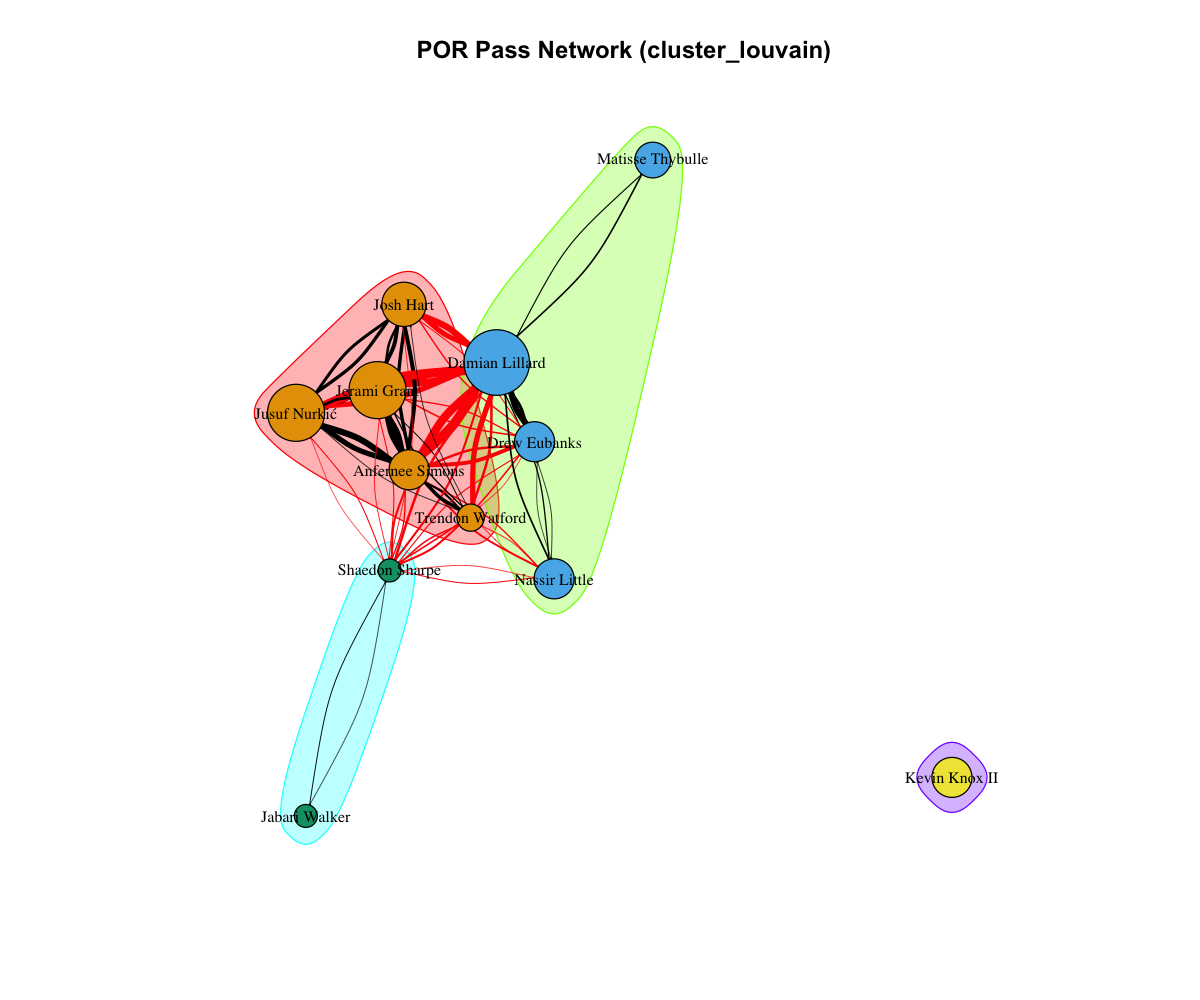 POR Pass Network (cluster_louvain)
Matisse Thybulle
Josh Hart
Damian Lillard
Jerami Grant
Jusuf Nurkić
Drew Eubanks
Anfernee Simons
Trendon Watford
Shaedon Sharpe
Nassir Little
Kevin Knox II
Jabari Walker